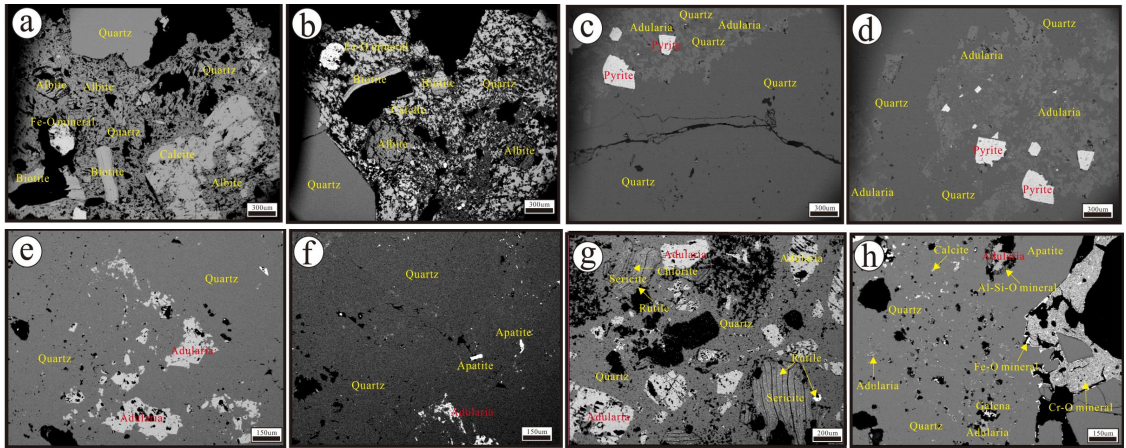 a
Quartz
Quartz
Albite
Albite
Fe-O mineral
Quartz
Calcite
Biotite
Biotite
Albite
300um
b
Fe-O mineral
Biotite
Biotite
Quartz
Calcite
Albite
Albite
Quartz
300um
c
Quartz
Adularia
Adularia
Pyrite
Quartz
Pyrite
Quartz
Quartz
300um
d
Quartz
Adularia
Quartz
Adularia
Pyrite
Adularia
Quartz
Pyrite
300um
e
Quartz
Quartz
Adularia
Adularia
150um
f
Quartz
Apatite
Apatite
Quartz
Adularia
150um
g
Adularia
Adularia
Chlorite
Sericite
Rutile
Quartz
Rutile
Quartz
Sericite
Adularia
200um
h
Calcite
Adularia
Apatite
Al-Si-O mineral
Quartz
Fe-O mineral
Adularia
Cr-O mineral
Galena
Quartz
Adularia
150um